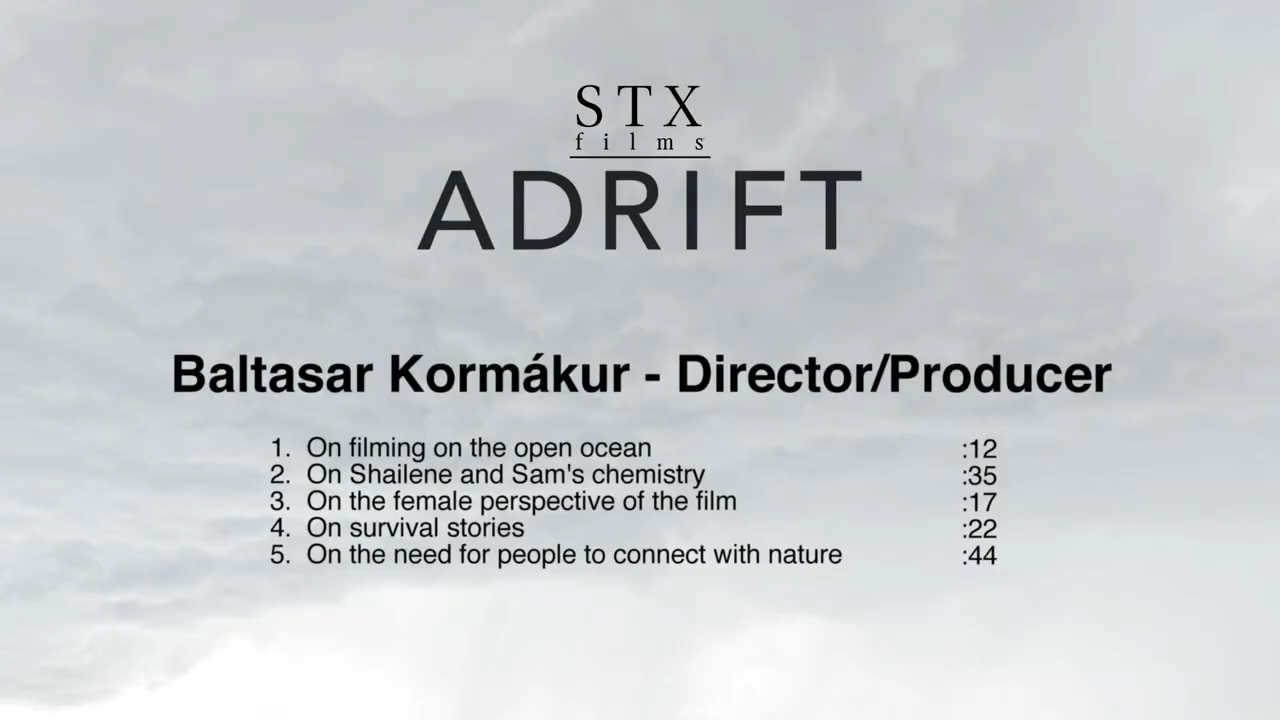 STX
films
ADRIFT
Baltasar Kormákur - Director/Producer
1. On filming on the open ocean :12
2. On Shailene and Sam's chemistry :35
3. On the female perspective of the film :17
4. On survival stories :22
5. On the need for people to connect with nature :44